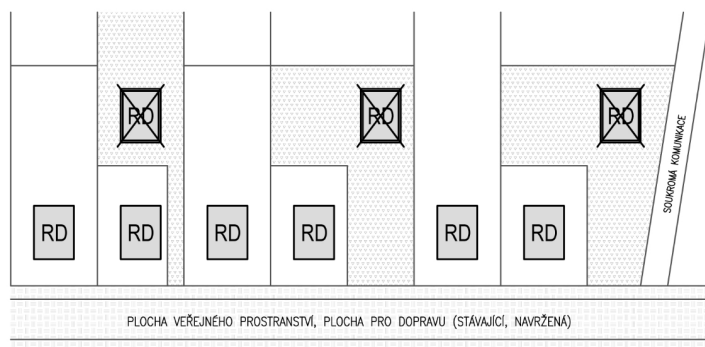 RD RD RD
SOUKROMÁ KOMUNIKACE
RD RD RD RD RD RD
PLOCHA VEŘEJNÉHO PROSTRANSTVÍ, PLOCHA PRO DOPRAVU (STÁVAJÍCÍ, NAVRŽENÁ)